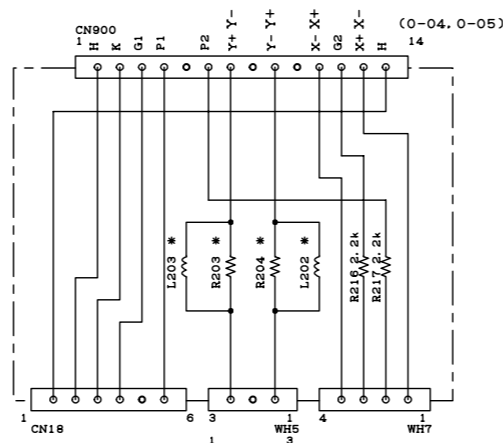 CN900
(0-04, 0-05)
1
14
H
K
G1
P1
P2
Y+ Y-
Y- Y+
X- X+
G2
X+ X-
H
L203 *
R203 *
R204 *
L202 *
R216 2.2k
R217 2.2k
1
6
3
1
4
1
CN18
WH5
WH7
1
3